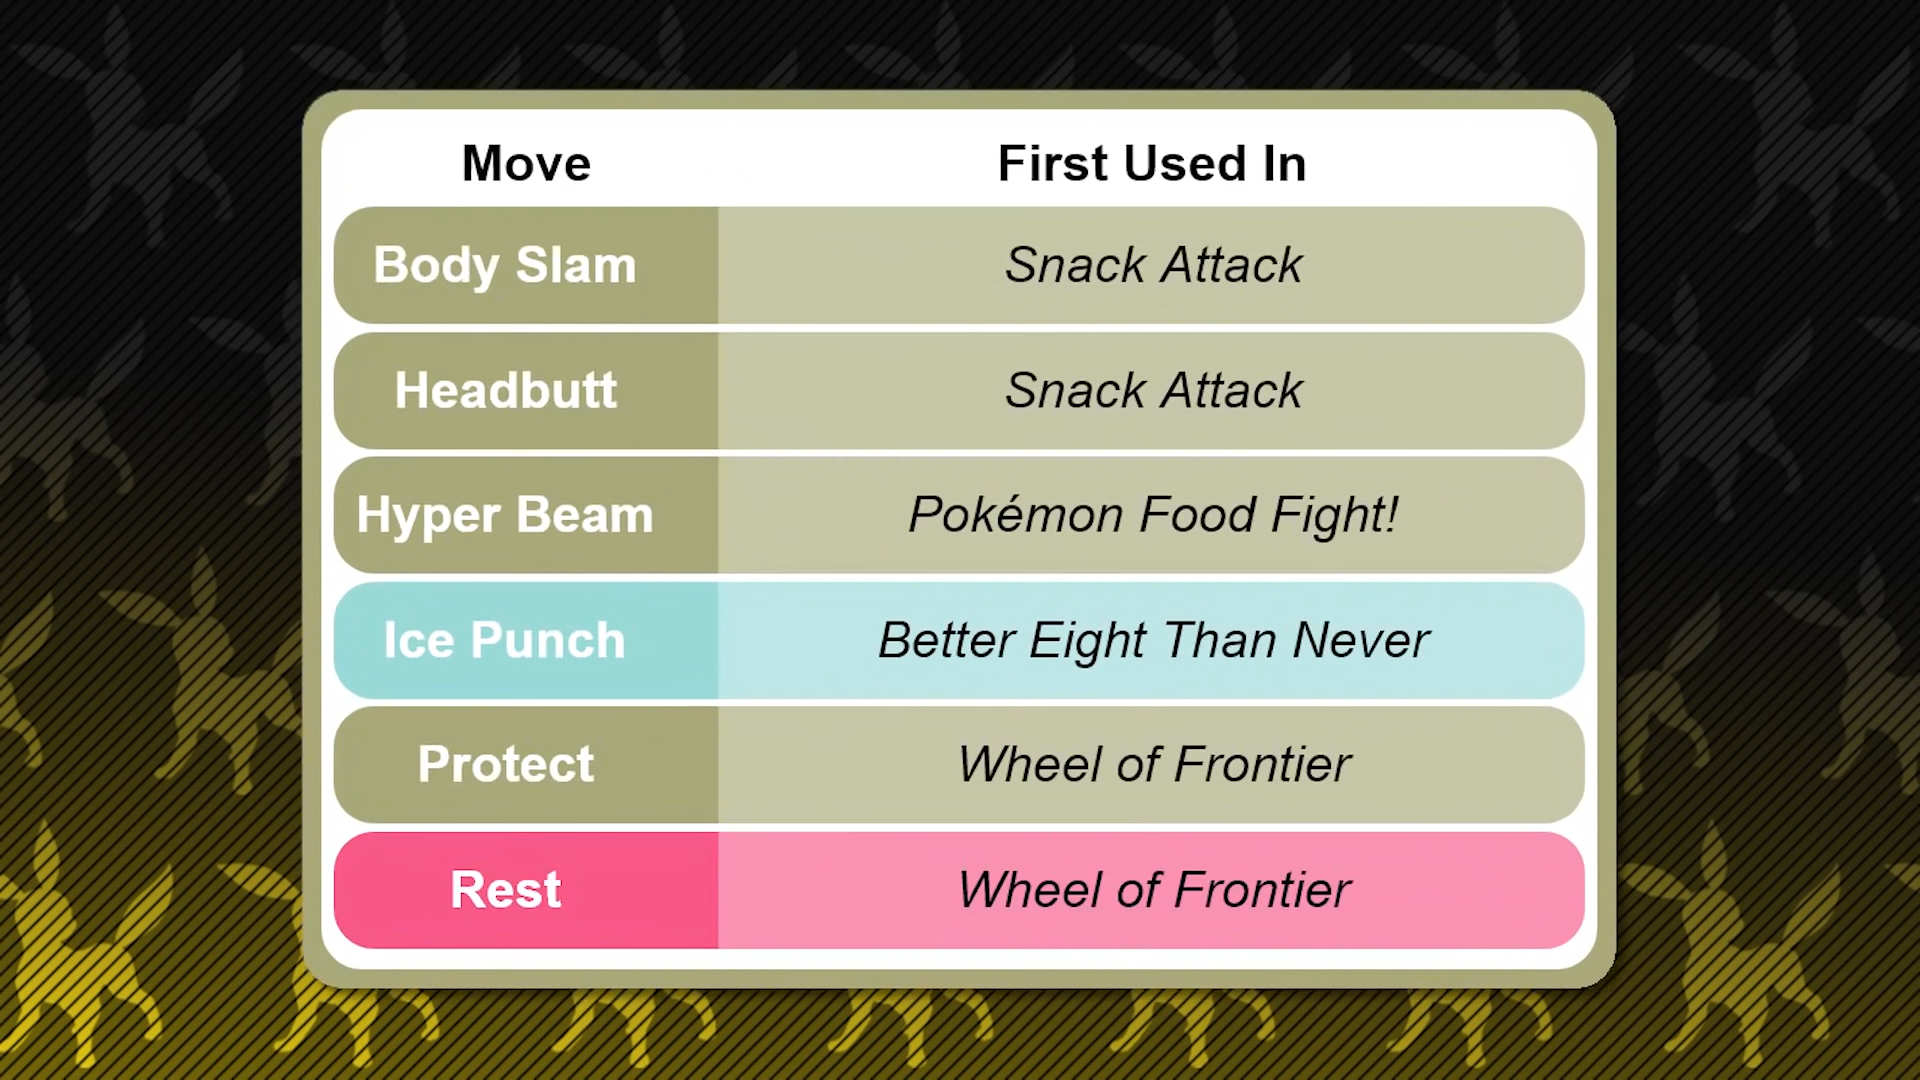 Move First Used In
Body Slam Snack Attack
Headbutt Snack Attack
Hyper Beam Pokémon Food Fight!
Ice Punch Better Eight Than Never
Protect Wheel of Frontier
Rest Wheel of Frontier